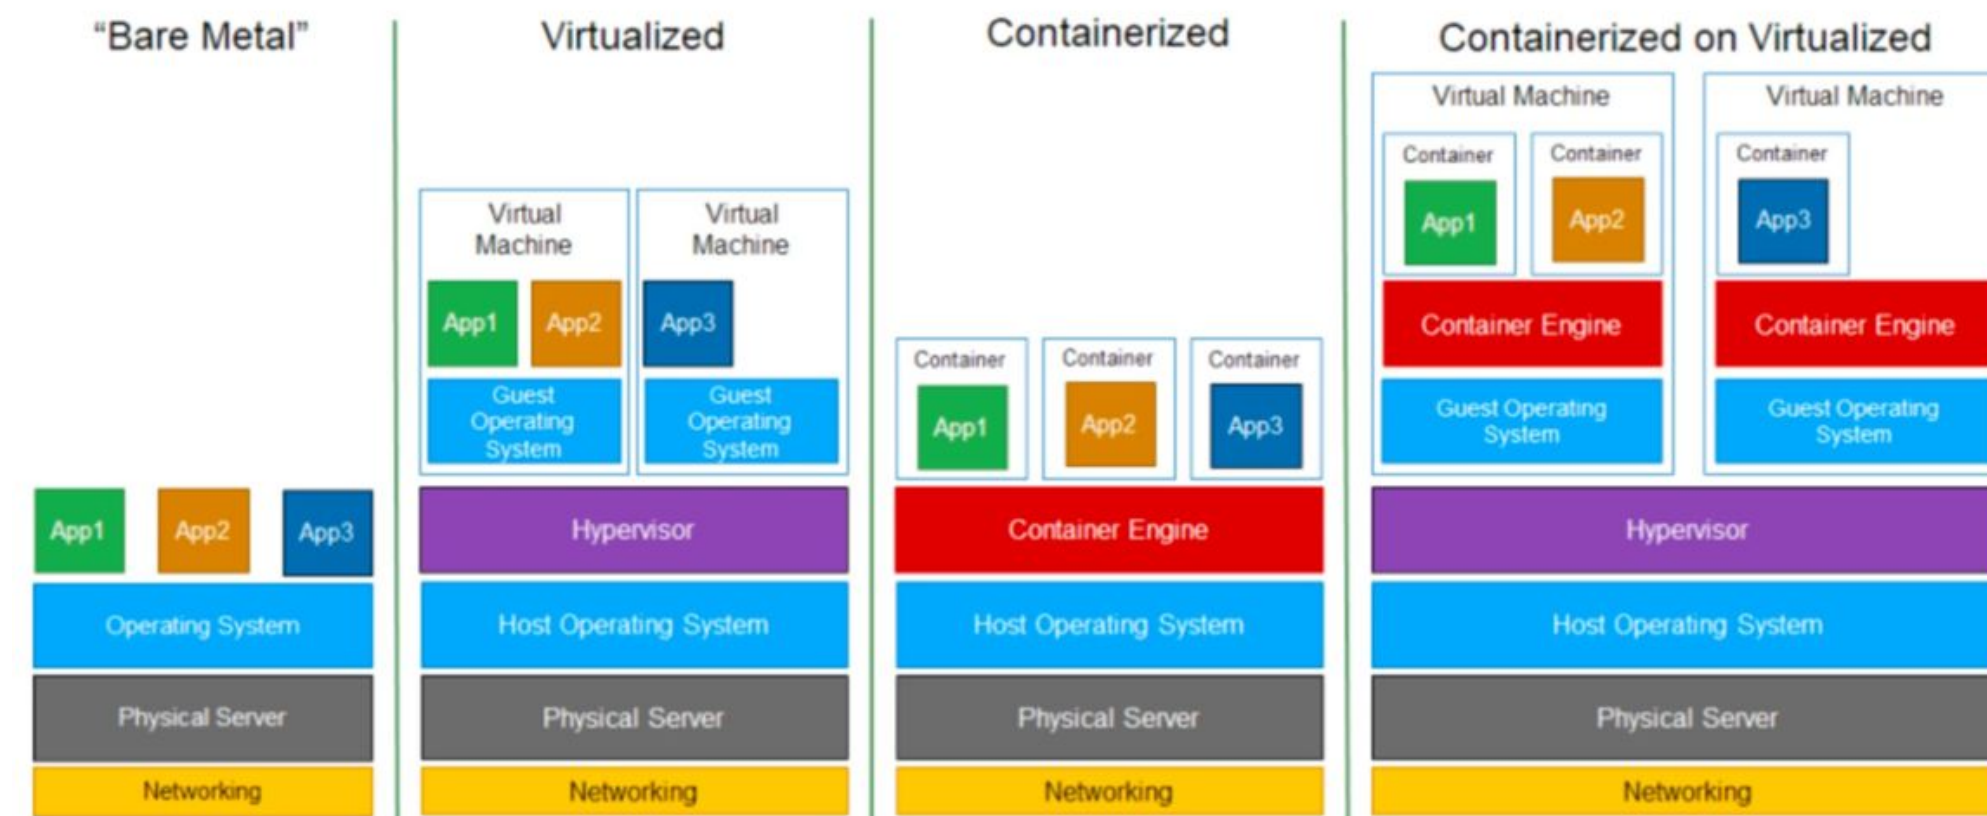 “Bare Metal”
App1
App2
App3
Operating System
Physical Server
Networking
Virtualized
Virtual
Machine
App1
App2
Guest
Operating
System
Virtual
Machine
App3
Guest
Operating
System
Hypervisor
Host Operating System
Physical Server
Networking
Containerized
Container
App1
Container
App2
Container
App3
Container Engine
Host Operating System
Physical Server
Networking
Containerized on Virtualized
Virtual Machine
Container
App1
Container
App2
Container Engine
Guest Operating
System
Virtual Machine
Container
App3
Container Engine
Guest Operating
System
Hypervisor
Host Operating System
Physical Server
Networking